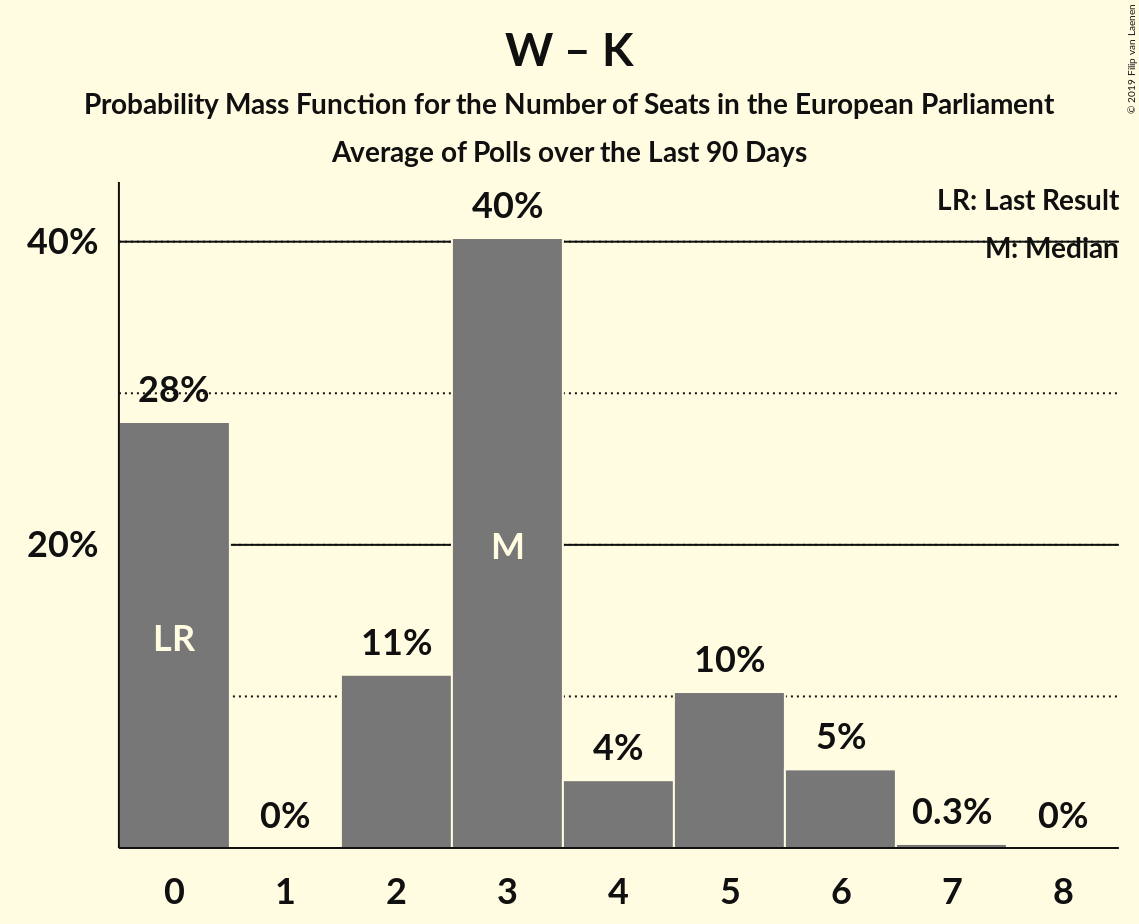 W – K
Probability Mass Function for the Number of Seats in the European Parliament
Average of Polls over the Last 90 Days
© 2019 Filip van Laenen
LR: Last Result
M: Median
40%
20%
28%
0%
11%
40%
4%
10%
5%
0.3%
0%
LR
M
0 1 2 3 4 5 6 7 8